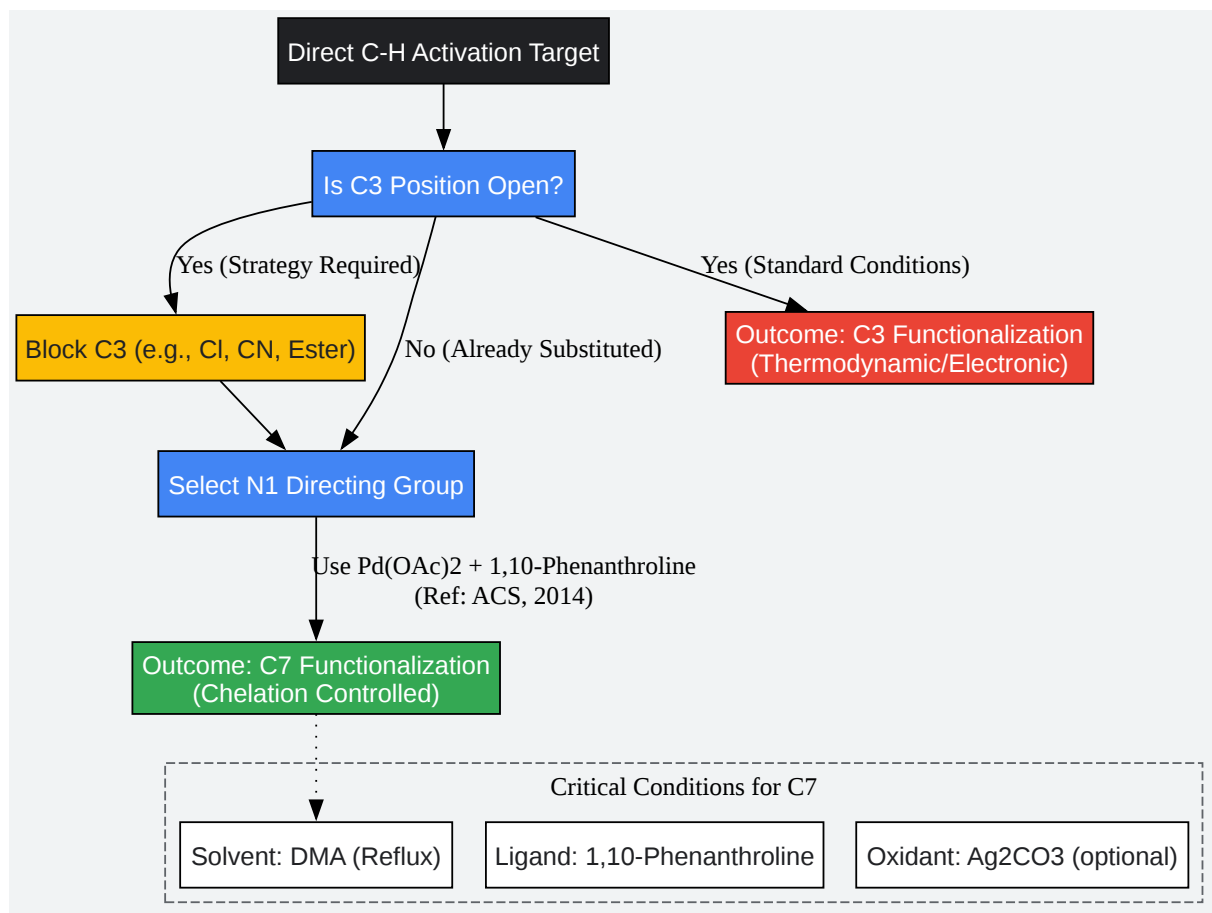 Direct C-H Activation Target
Is C3 Position Open?
Yes (Strategy Required)
Yes (Standard Conditions)
Block C3 (e.g., Cl, CN, Ester)
No (Already Substituted)
Outcome: C3 Functionalization
(Thermodynamic/Electronic)
Select N1 Directing Group
Use Pd(OAc)2 + 1,10-Phenanthroline
(Ref: ACS, 2014)
Outcome: C7 Functionalization
(Chelation Controlled)
Critical Conditions for C7
Solvent: DMA (Reflux)
Ligand: 1,10-Phenanthroline
Oxidant: Ag2CO3 (optional)